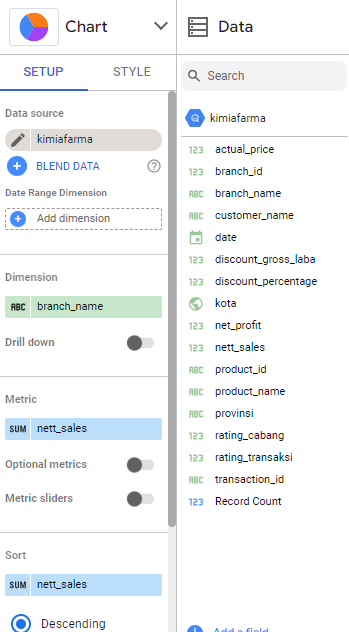 Chart
SETUP
STYLE
Data source
kimiafarma
BLEND DATA
Date Range Dimension
Add dimension
Dimension
ABC branch_name
Drill down
Metric
SUM nett_sales
Optional metrics
Metric sliders
Sort
SUM nett_sales
Descending
Data
Search
kimiafarma
123 actual_price
123 branch_id
ABC branch_name
ABC customer_name
date
123 discount_gross_laba
123 discount_percentage
kota
123 net_profit
123 nett_sales
ABC product_id
ABC product_name
ABC provinsi
123 rating_cabang
123 rating_transaksi
ABC transaction_id
123 Record Count
Add a field